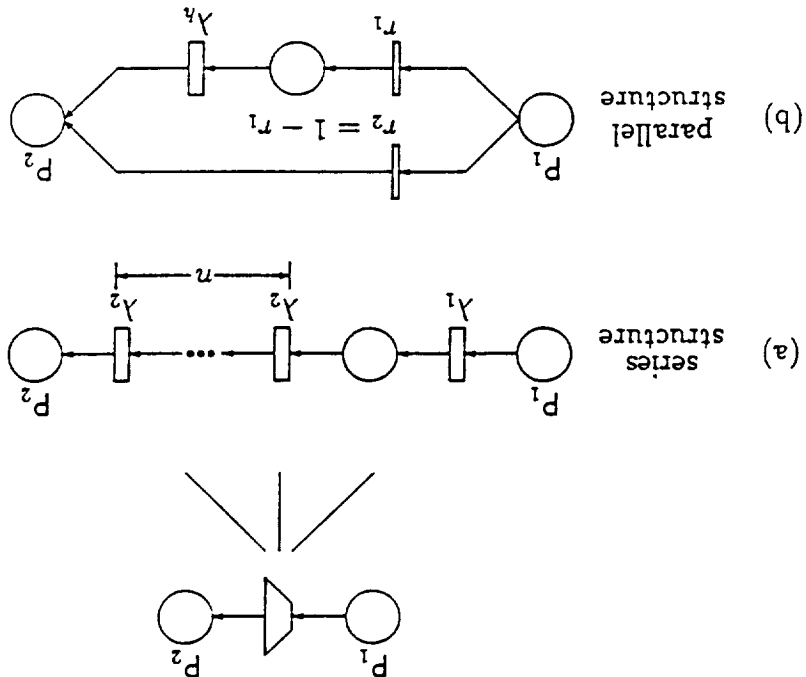 P₁ P₂
P₁ P₂
(a) series
structure
λ₁ λ₂ λ₂
n
P₁ P₂
(b) parallel
structure
r₂ = 1 − r₁
r₁ λₕ